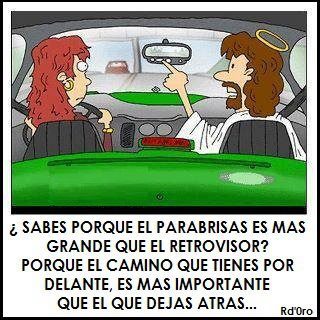 ¿ SABES PORQUE EL PARABRISAS ES MAS
GRANDE QUE EL RETROVISOR?
PORQUE EL CAMINO QUE TIENES POR
DELANTE, ES MAS IMPORTANTE
QUE EL QUE DEJAS ATRAS...
Rd'0ro